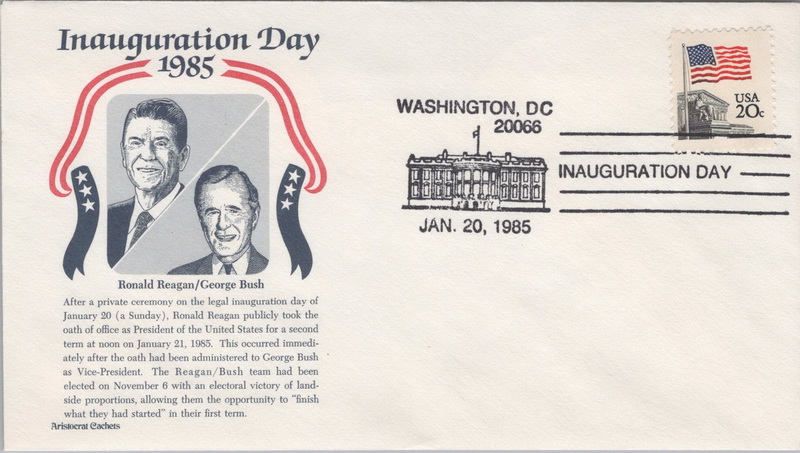 Inauguration Day
1985
Ronald Reagan/George Bush
After a private ceremony on the legal inauguration day of
January 20 (a Sunday), Ronald Reagan publicly took the
oath of office as President of the United States for a second
term at noon on January 21, 1985. This occurred immedi-
ately after the oath had been administered to George Bush
as Vice-President. The Reagan/Bush team had been
elected on November 6 with an electoral victory of land-
slide proportions, allowing them the opportunity to "finish
what they had started" in their first term.
Aristocrat Cachets
WASHINGTON, DC
20066
INAUGURATION DAY
JAN. 20, 1985
USA
20c